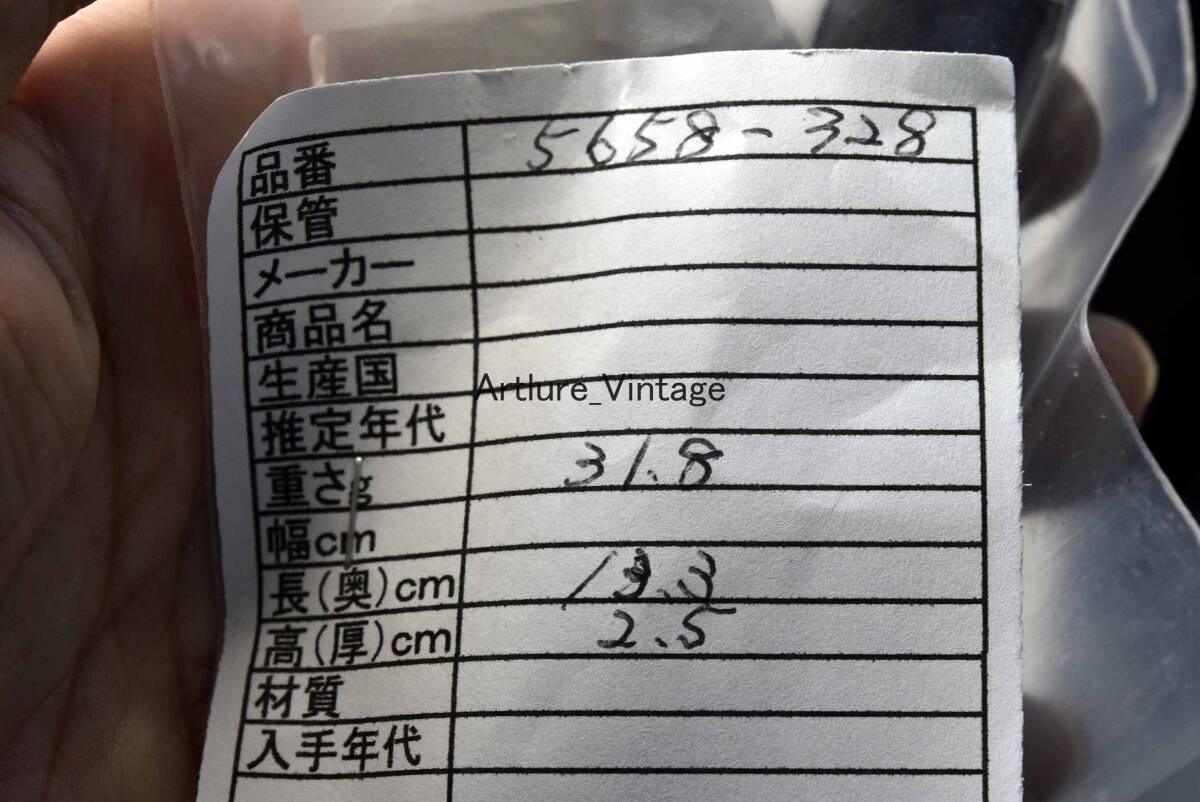 品番 5658-328
保管
メーカー
商品名
生産国
Artlure_Vintage
推定年代
重さg 31.8
幅cm
長(奥)cm 13.3
高(厚)cm 2.5
材質
入手年代